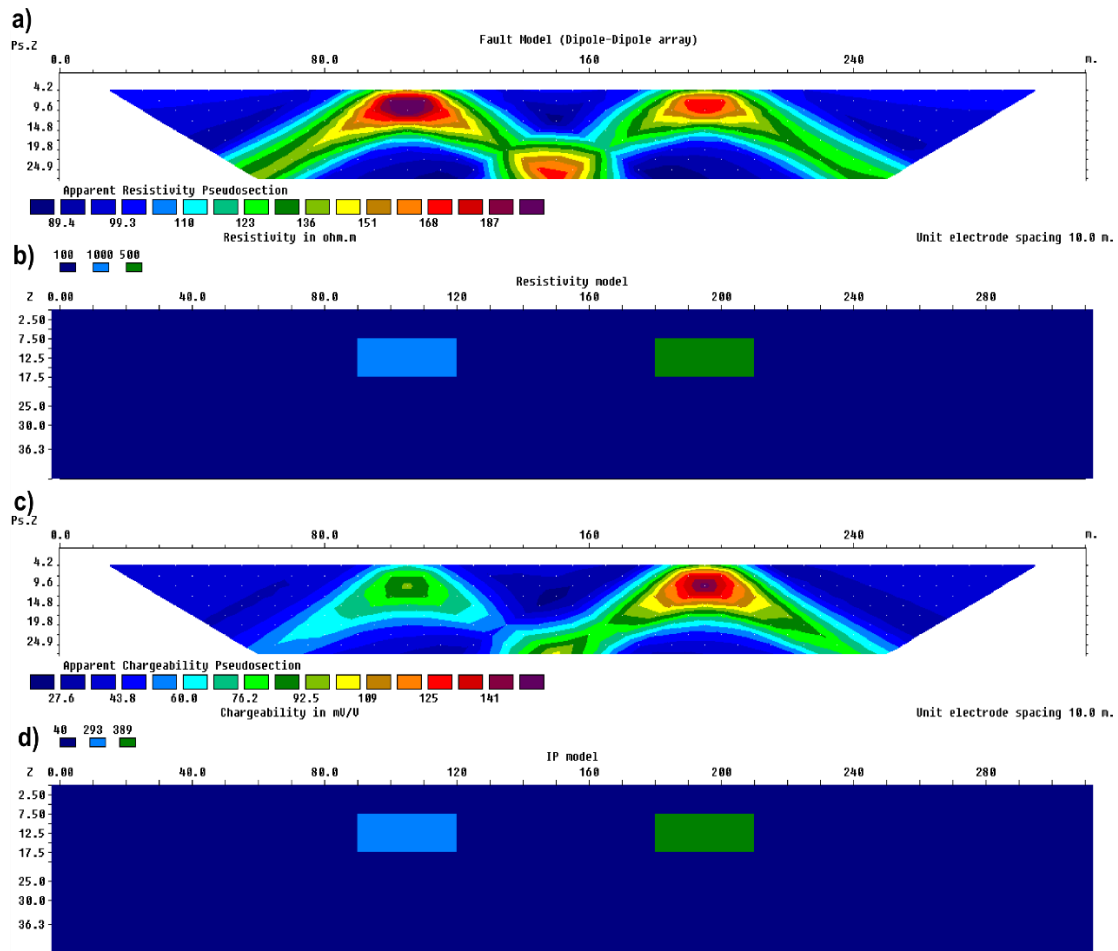 a)
Fault Model (Dipole-Dipole array)
Ps.Z
0.0 80.0 160 240 m.
4.2
9.6
14.8
19.8
24.9
Apparent Resistivity Pseudosection
89.4 99.3 110 123 136 151 168 187
Resistivity in ohm.m Unit electrode spacing 10.0 m.
b)
100 1000 500
Resistivity model
Z 0.00 40.0 80.0 120 160 200 240 280
2.50
7.50
12.5
17.5
25.0
30.0
36.3
c)
Ps.Z
0.0 80.0 160 240 m.
4.2
9.6
14.8
19.8
24.9
Apparent Chargeability Pseudosection
27.6 43.8 60.0 76.2 92.5 109 125 141
Chargeability in mV/V Unit electrode spacing 10.0 m.
d)
40 293 389
IP model
Z 0.00 40.0 80.0 120 160 200 240 280
2.50
7.50
12.5
17.5
25.0
30.0
36.3